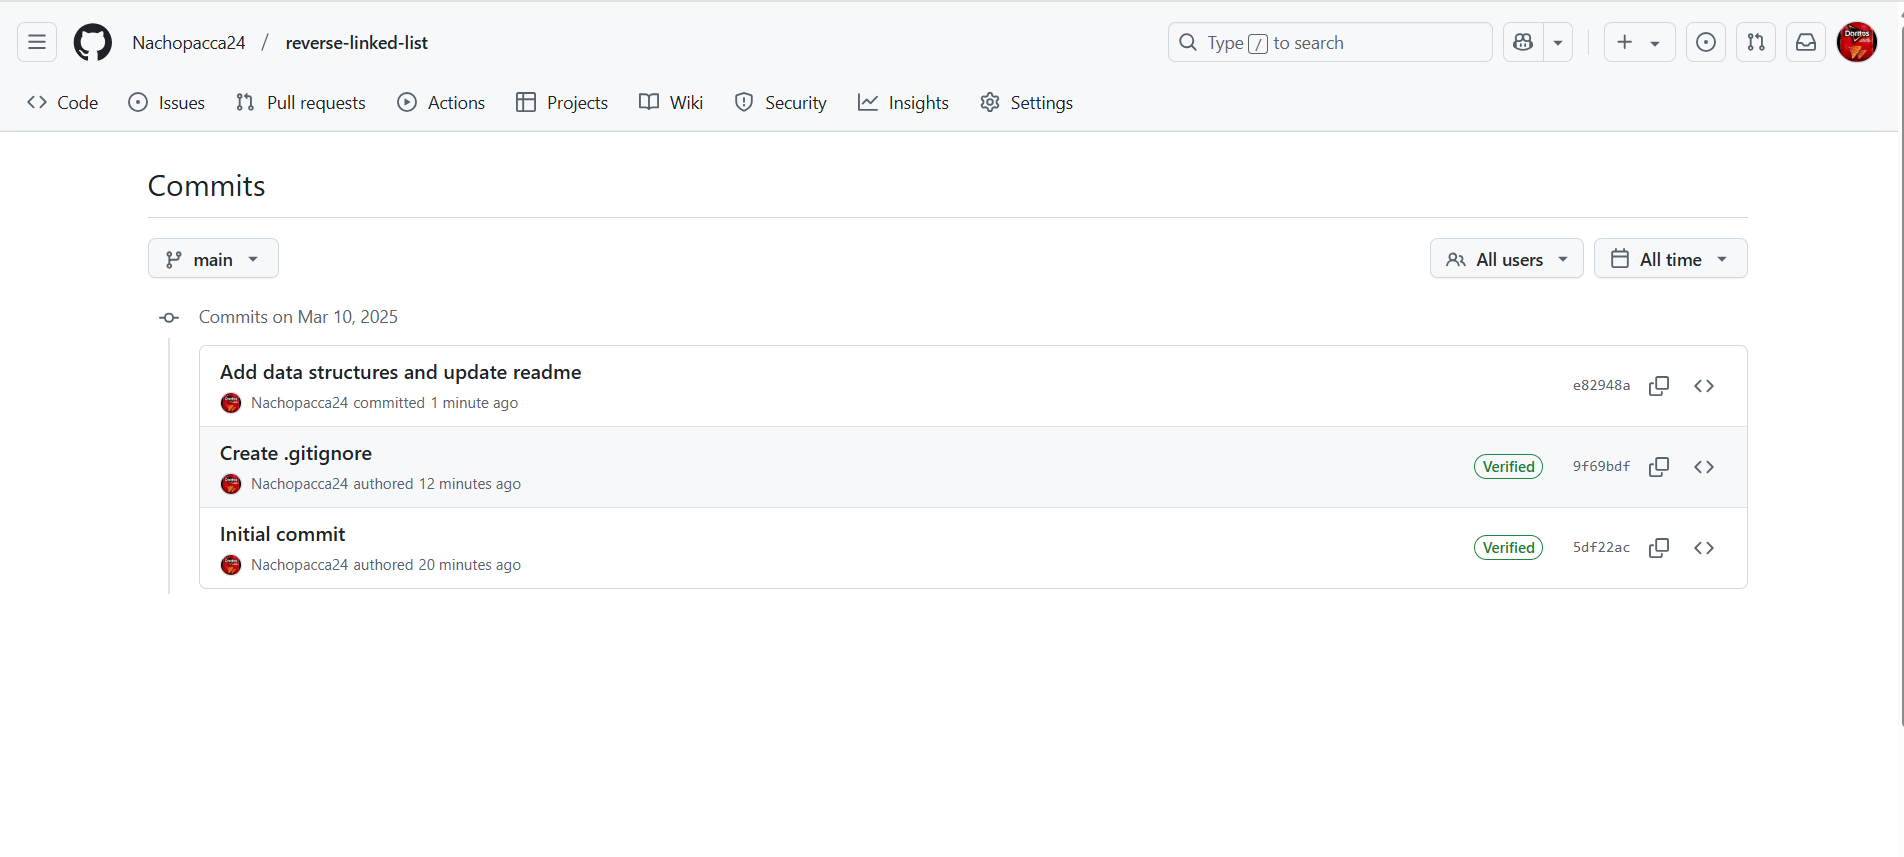 Nachopacca24 / reverse-linked-list
Type / to search
Code Issues Pull requests Actions Projects Wiki Security Insights Settings
Commits
main
All users All time
Commits on Mar 10, 2025
Add data structures and update readme
Nachopacca24 committed 1 minute ago
e82948a
Create .gitignore
Nachopacca24 authored 12 minutes ago
Verified 9f69bdf
Initial commit
Nachopacca24 authored 20 minutes ago
Verified 5df22ac
Doritos